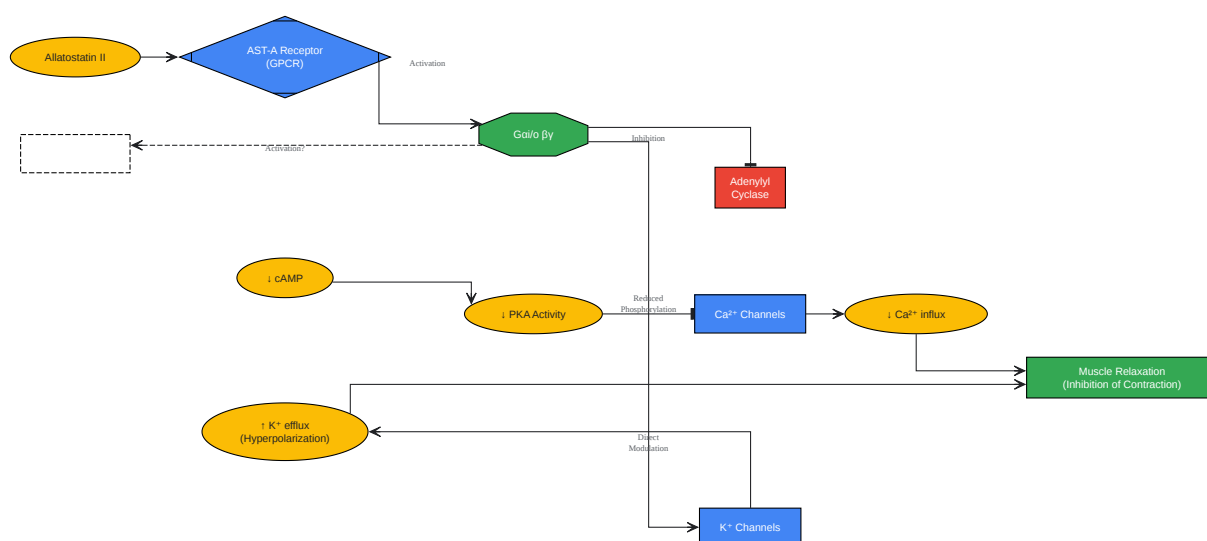 Allatostatin II
AST-A Receptor
(GPCR)
Activation
Gαi/o βγ
Inhibition
Activation?
Adenylyl
Cyclase
↓ cAMP
↓ PKA Activity
Reduced
Phosphorylation
Ca²⁺ Channels
↓ Ca²⁺ influx
Muscle Relaxation
(Inhibition of Contraction)
↑ K⁺ efflux
(Hyperpolarization)
Direct
Modulation
K⁺ Channels